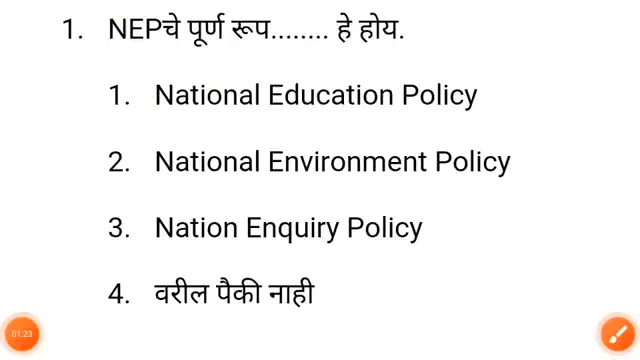 1. NEPचे पूर्ण रूप........ हे होय.
1. National Education Policy
2. National Environment Policy
3. Nation Enquiry Policy
4. वरील पैकी नाही
01:23